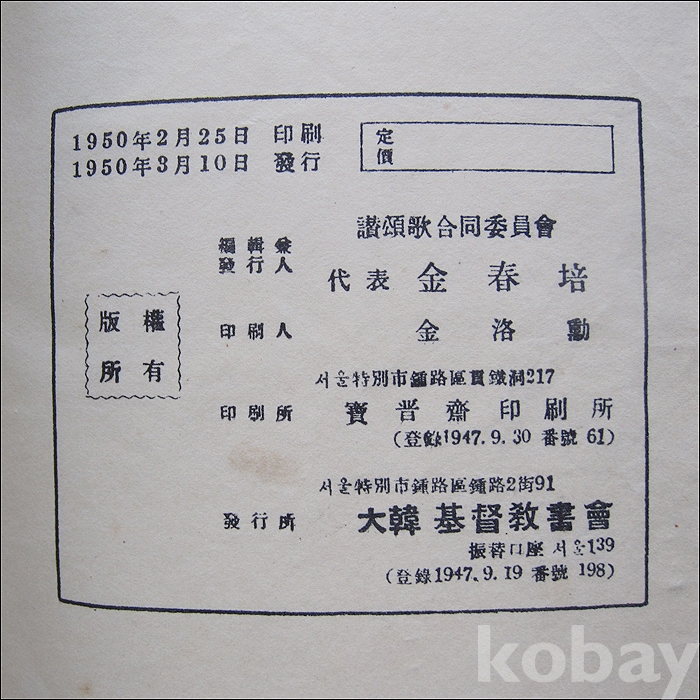 1950年2月25日 印刷
1950年3月10日 發行
定
價
讃頌歌合同委員會
編輯兼
發行人
代表 金春培
版權
所有
印刷人 金洛勳
서울特別市鍾路區貫鐵洞217
印刷所 寶晋齋印刷所
(登錄1947.9.30 番號 61)
서울特別市鍾路區鍾路2街91
發行所 大韓基督敎書會
振替口座 서울139
(登錄1947.9.19 番號 198)
kobay